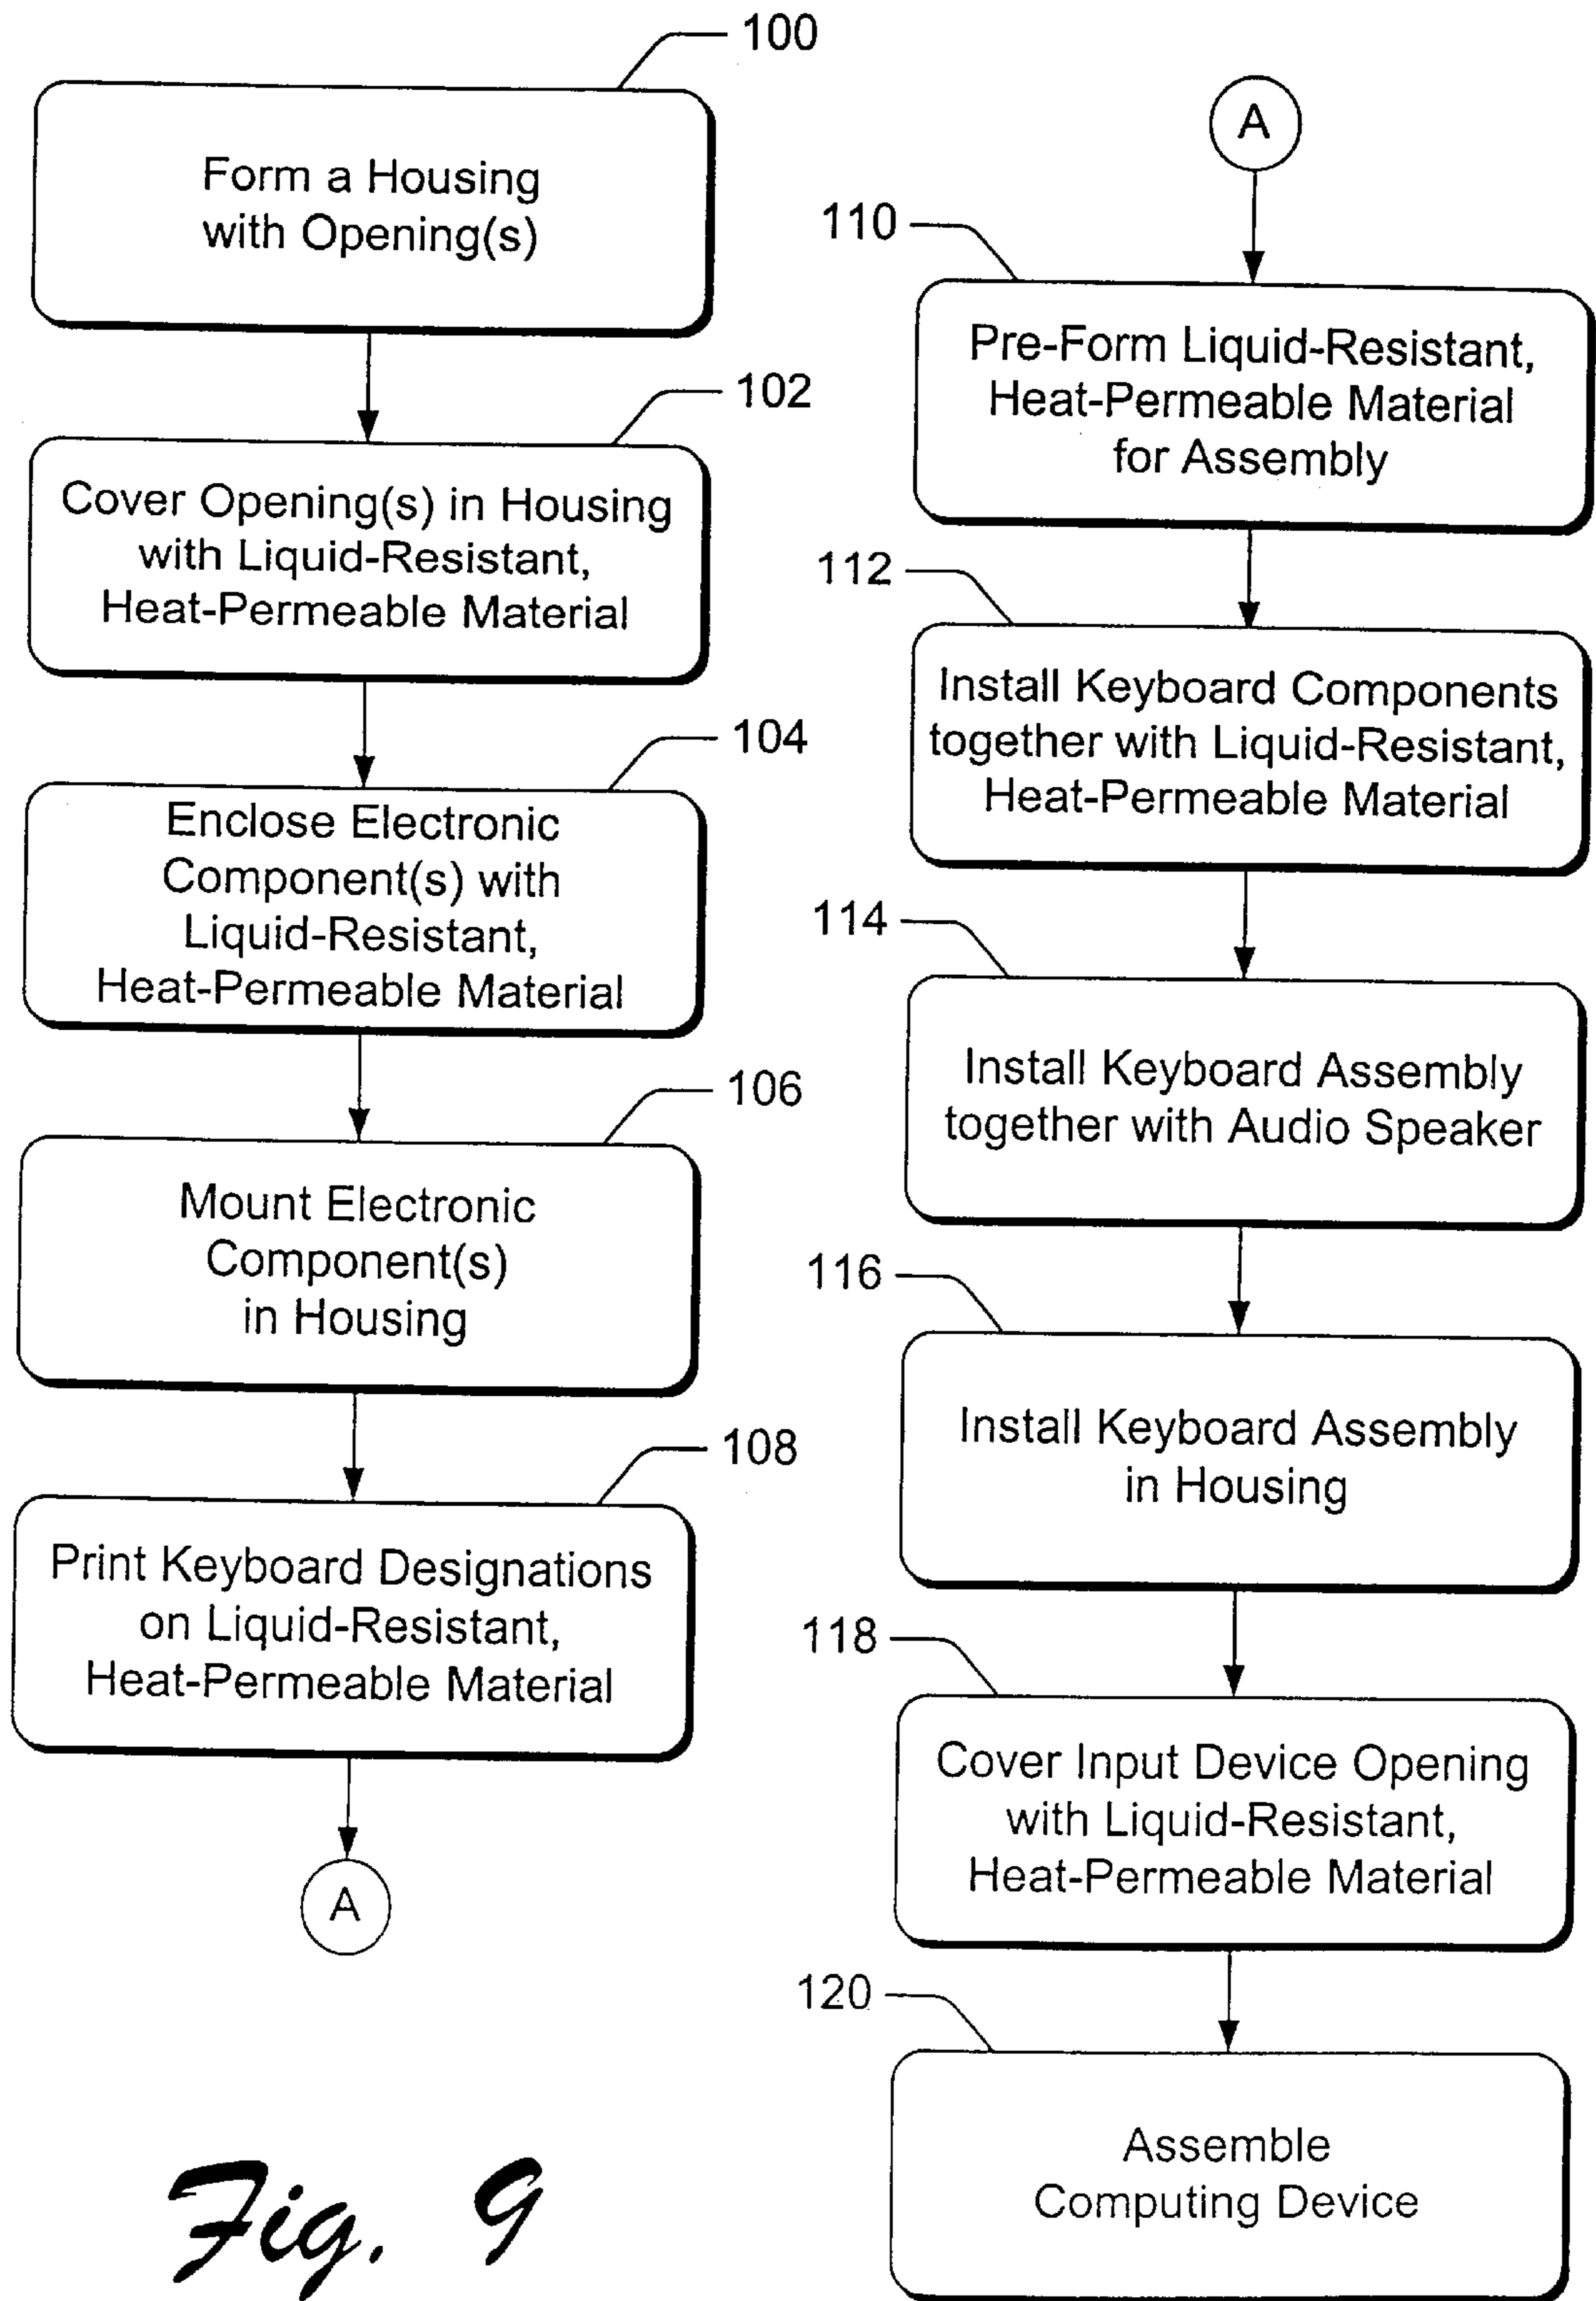 100
Form a Housing
with Opening(s)
102
Cover Opening(s) in Housing
with Liquid-Resistant,
Heat-Permeable Material
104
Enclose Electronic
Component(s) with
Liquid-Resistant,
Heat-Permeable Material
106
Mount Electronic
Component(s)
in Housing
108
Print Keyboard Designations
on Liquid-Resistant,
Heat-Permeable Material
A
A
110
Pre-Form Liquid-Resistant,
Heat-Permeable Material
for Assembly
112
Install Keyboard Components
together with Liquid-Resistant,
Heat-Permeable Material
114
Install Keyboard Assembly
together with Audio Speaker
116
Install Keyboard Assembly
in Housing
118
Cover Input Device Opening
with Liquid-Resistant,
Heat-Permeable Material
120
Assemble
Computing Device
Fig. 9